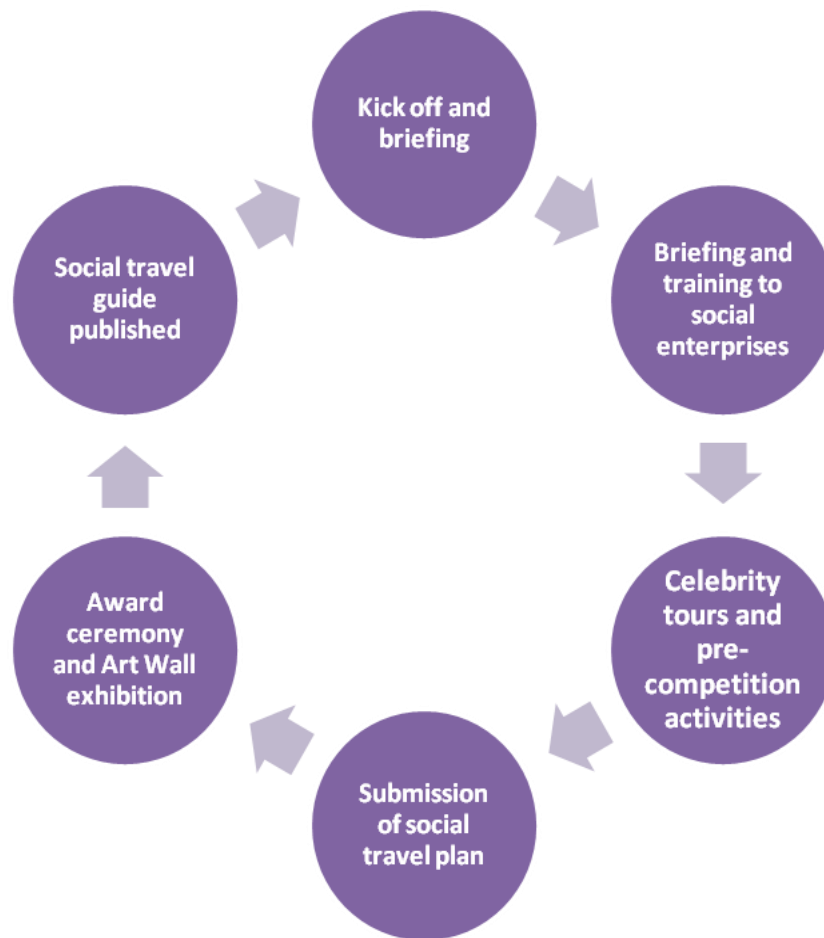 Kick off and
briefing
Briefing and
training to
social
enterprises
Celebrity
tours and
pre-
competition
activities
Submission
of social
travel plan
Award
ceremony
and Art Wall
exhibition
Social travel
guide
published